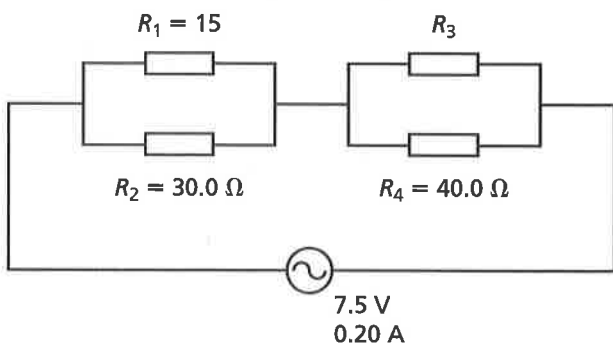 R₁ = 15
R₃
R₂ = 30.0 Ω
R₄ = 40.0 Ω
7.5 V
0.20 A